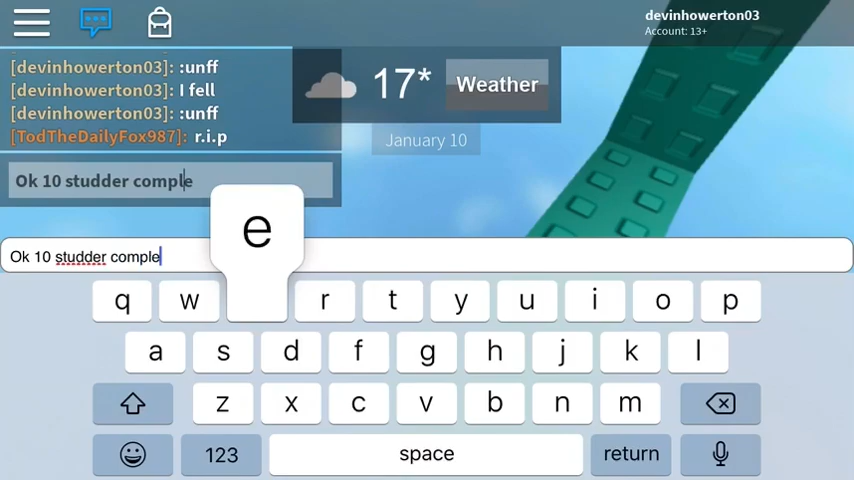 devinhowerton03
Account: 13+
[devinhowerton03]: :unff
[devinhowerton03]: I fell
[devinhowerton03]: :unff
[TodTheDailyFox987]: r.i.p
17*
Weather
January 10
Ok 10 studder comple
e
Ok 10 studder comple
q w r t y u i o p
a s d f g h j k l
z x c v b n m
123 space return